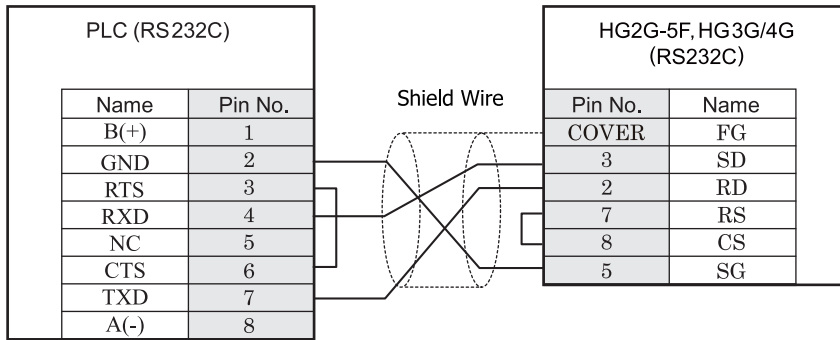 PLC (RS232C)
HG2G-5F, HG3G/4G
(RS232C)
Shield Wire
Name Pin No.
B(+) 1
GND 2
RTS 3
RXD 4
NC 5
CTS 6
TXD 7
A(-) 8
Pin No. Name
COVER FG
3 SD
2 RD
7 RS
8 CS
5 SG